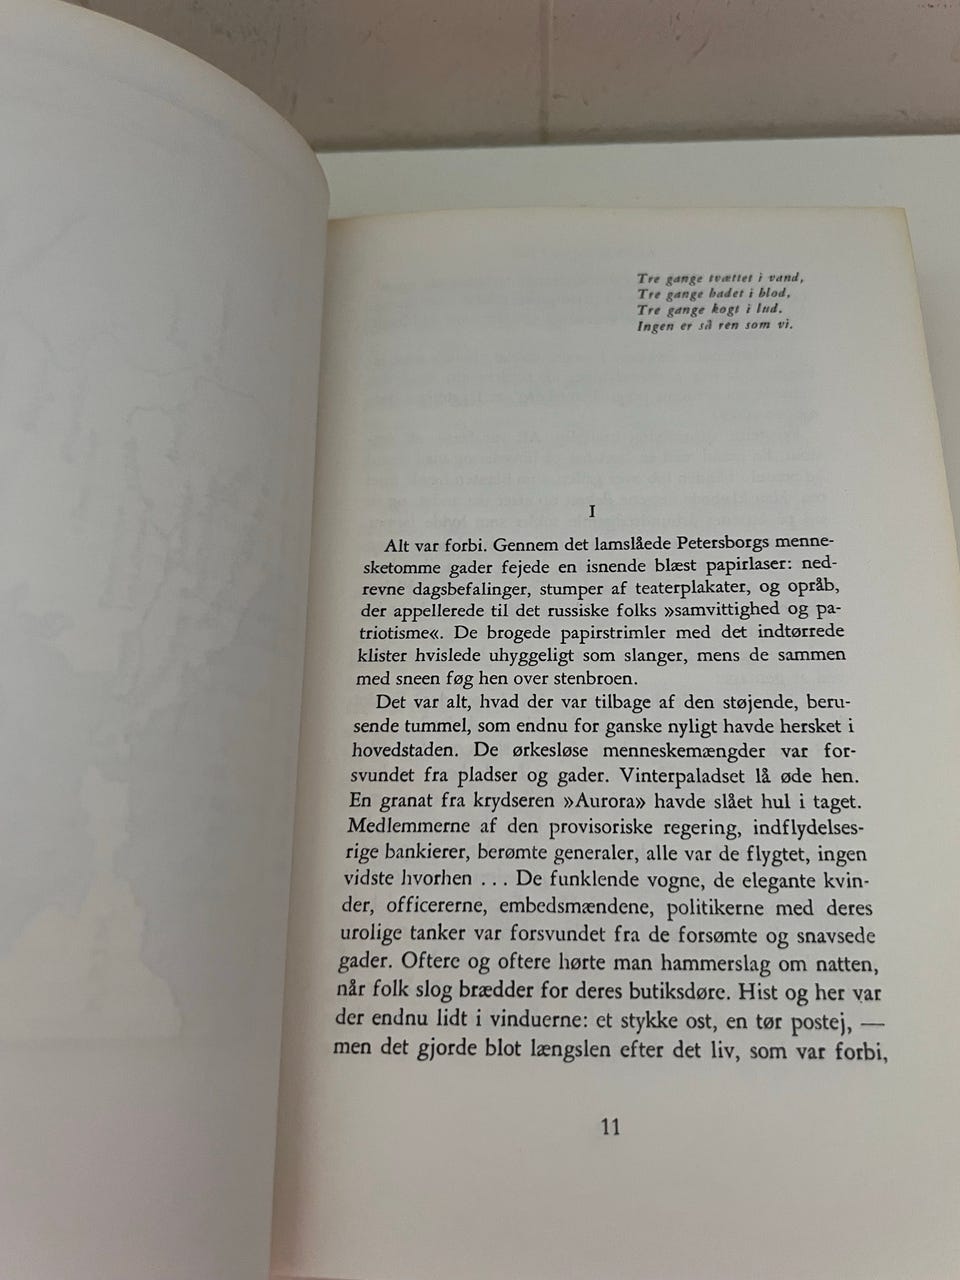 Tre gange tvættet i vand,
Tre gange badet i blod,
Tre gange kogt i lud.
Ingen er så ren som vi.
I
Alt var forbi. Gennem det lamslåede Petersborgs menne-
sketomme gader fejede en isnende blæst papirlaser: ned-
revne dagsbefalinger, stumper af teaterplakater, og opråb,
der appellerede til det russiske folks »samvittighed og pa-
triotisme«. De brogede papirstrimler med det indtørrede
klister hvislede uhyggeligt som slanger, mens de sammen
med sneen føg hen over stenbroen.
Det var alt, hvad der var tilbage af den støjende, beru-
sende tummel, som endnu for ganske nyligt havde hersket i
hovedstaden. De ørkesløse menneskemængder var for-
svundet fra pladser og gader. Vinterpaladset lå øde hen.
En granat fra krydseren »Aurora» havde slået hul i taget.
Medlemmerne af den provisoriske regering, indflydelses-
rige bankierer, berømte generaler, alle var de flygtet, ingen
vidste hvorhen ... De funklende vogne, de elegante kvin-
der, officererne, embedsmændene, politikerne med deres
urolige tanker var forsvundet fra de forsømte og snavsede
gader. Oftere og oftere hørte man hammerslag om natten,
når folk slog brædder for deres butiksdøre. Hist og her var
der endnu lidt i vinduerne: et stykke ost, en tør postej, —
men det gjorde blot længslen efter det liv, som var forbi,
11